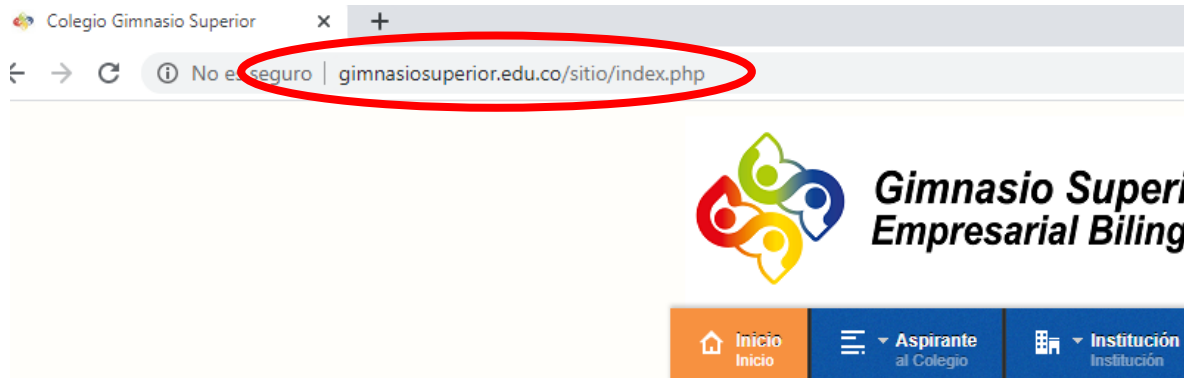 Colegio Gimnasio Superior
No es seguro | gimnasiosuperior.edu.co/sitio/index.php
Gimnasio Superi
Empresarial Biling
Inicio
Inicio
Aspirante
al Colegio
Institución
Institución